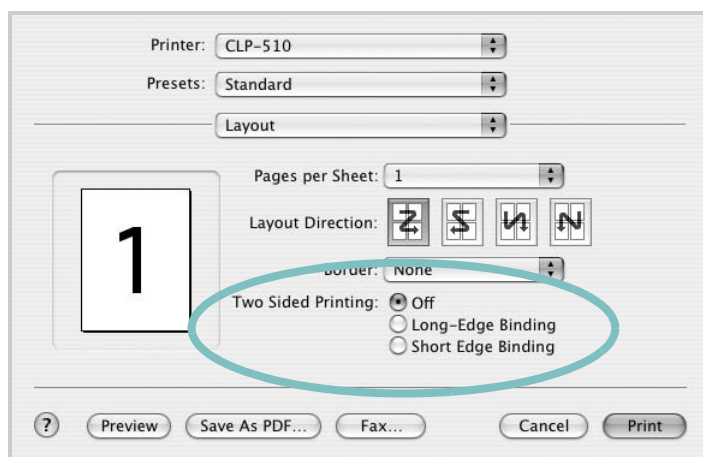 Printer: CLP-510
Presets: Standard
Layout
Pages per Sheet: 1
1
Layout Direction:
Border: None
Two Sided Printing: Off
Long-Edge Binding
Short Edge Binding
? Preview Save As PDF... Fax... Cancel Print